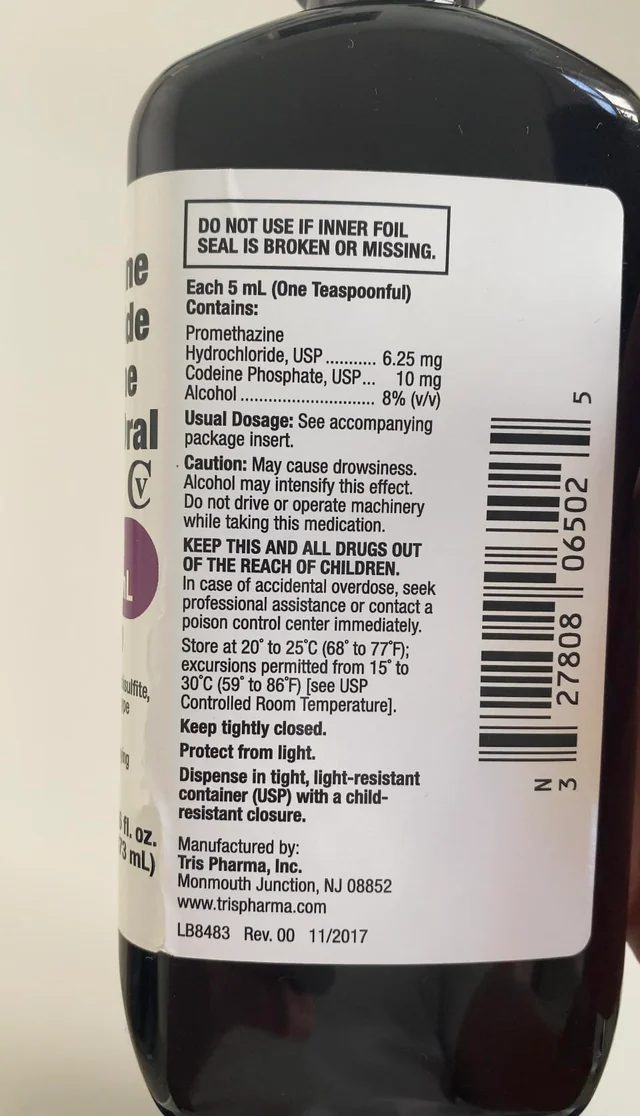 DO NOT USE IF INNER FOIL
SEAL IS BROKEN OR MISSING.
Each 5 mL (One Teaspoonful)
Contains:
Promethazine
Hydrochloride, USP ........... 6.25 mg
Codeine Phosphate, USP... 10 mg
Alcohol .............................. 8% (v/v)
Usual Dosage: See accompanying
package insert.
Caution: May cause drowsiness.
Alcohol may intensify this effect.
Do not drive or operate machinery
while taking this medication.
KEEP THIS AND ALL DRUGS OUT
OF THE REACH OF CHILDREN.
In case of accidental overdose, seek
professional assistance or contact a
poison control center immediately.
Store at 20˚ to 25˚C (68˚ to 77˚F);
excursions permitted from 15˚ to
30˚C (59˚ to 86˚F) [see USP
Controlled Room Temperature].
Keep tightly closed.
Protect from light.
Dispense in tight, light-resistant
container (USP) with a child-
resistant closure.
Manufactured by:
Tris Pharma, Inc.
Monmouth Junction, NJ 08852
www.trispharma.com
LB8483 Rev. 00 11/2017
N
3 27808 06502 5
ne
de
e
ral
CV
L
sulfite,
pe
ing
fl. oz.
73 mL)